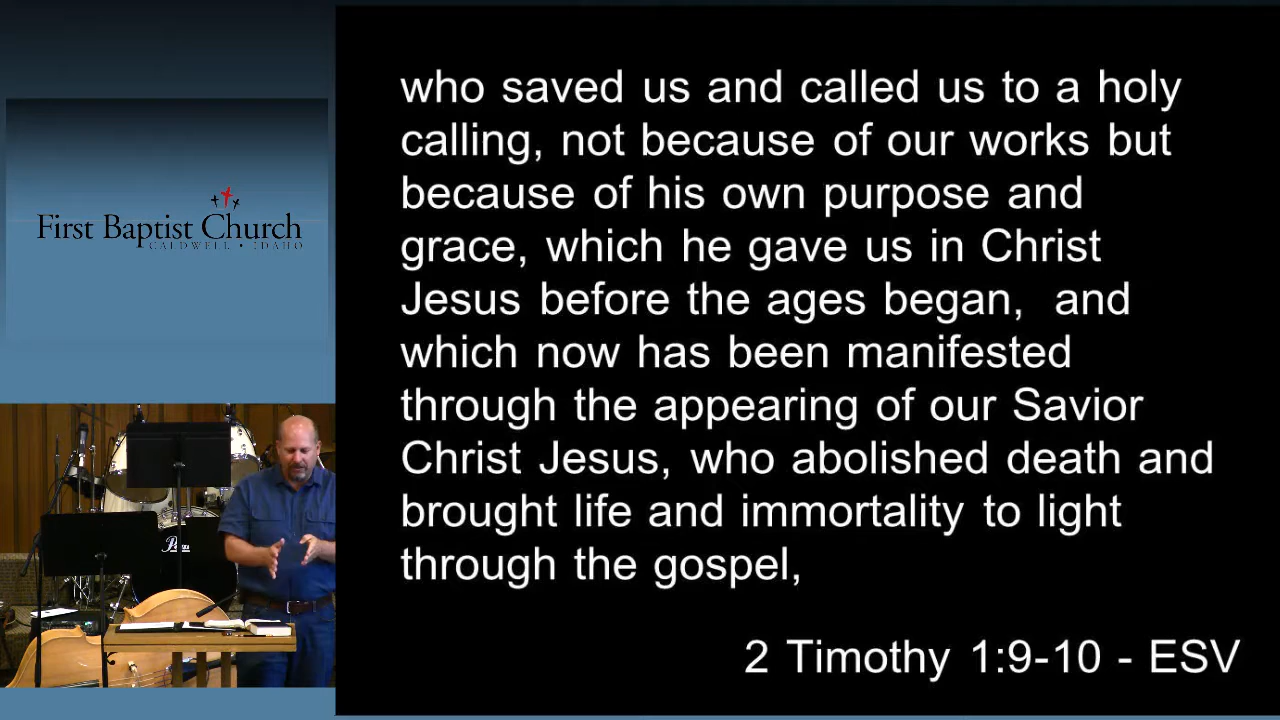 First Baptist Church
CALDWELL • IDAHO
who saved us and called us to a holy
calling, not because of our works but
because of his own purpose and
grace, which he gave us in Christ
Jesus before the ages began,  and
which now has been manifested
through the appearing of our Savior
Christ Jesus, who abolished death and
brought life and immortality to light
through the gospel,
2 Timothy 1:9-10 - ESV